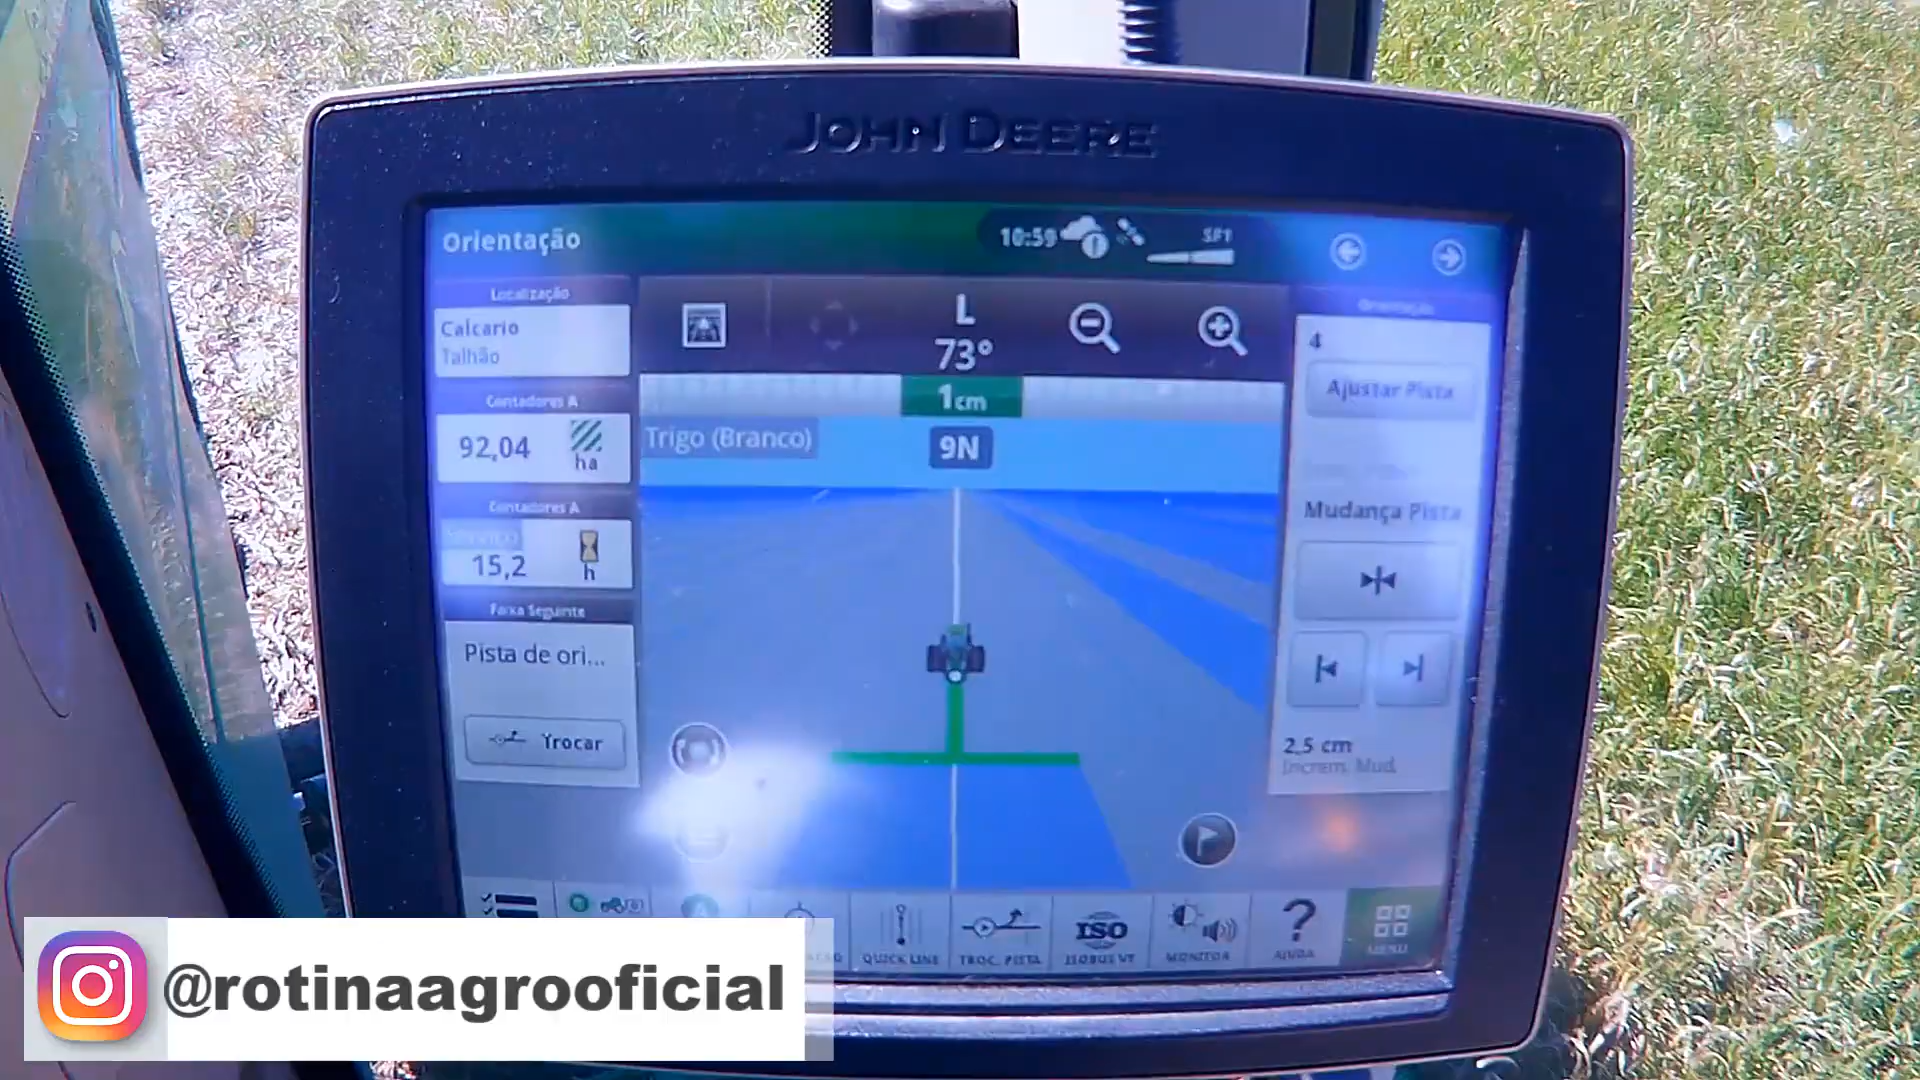 JOHN DEERE
Orientação
10:59
SF1
Localização
Calcario
Talhão
Contadores A
92,04
ha
Contadores A
15,2
h
Faixa Seguinte
Pista de ori...
Trocar
L
73°
1cm
Trigo (Branco)
9N
Orientação
4
Ajustar Pista
Mudança Pista
2,5 cm
Increm. Mud.
QUICK LINE
TROC. PISTA
ISO
ISOBUS VT
MONITOR
?
AJUDA
MENU
@rotinaagrooficial